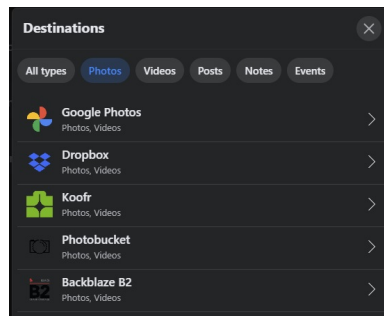 Destinations
All types Photos Videos Posts Notes Events
Google Photos
Photos, Videos
Dropbox
Photos, Videos
Koofr
Photos, Videos
Photobucket
Photos, Videos
Backblaze B2
B2
Photos, Videos